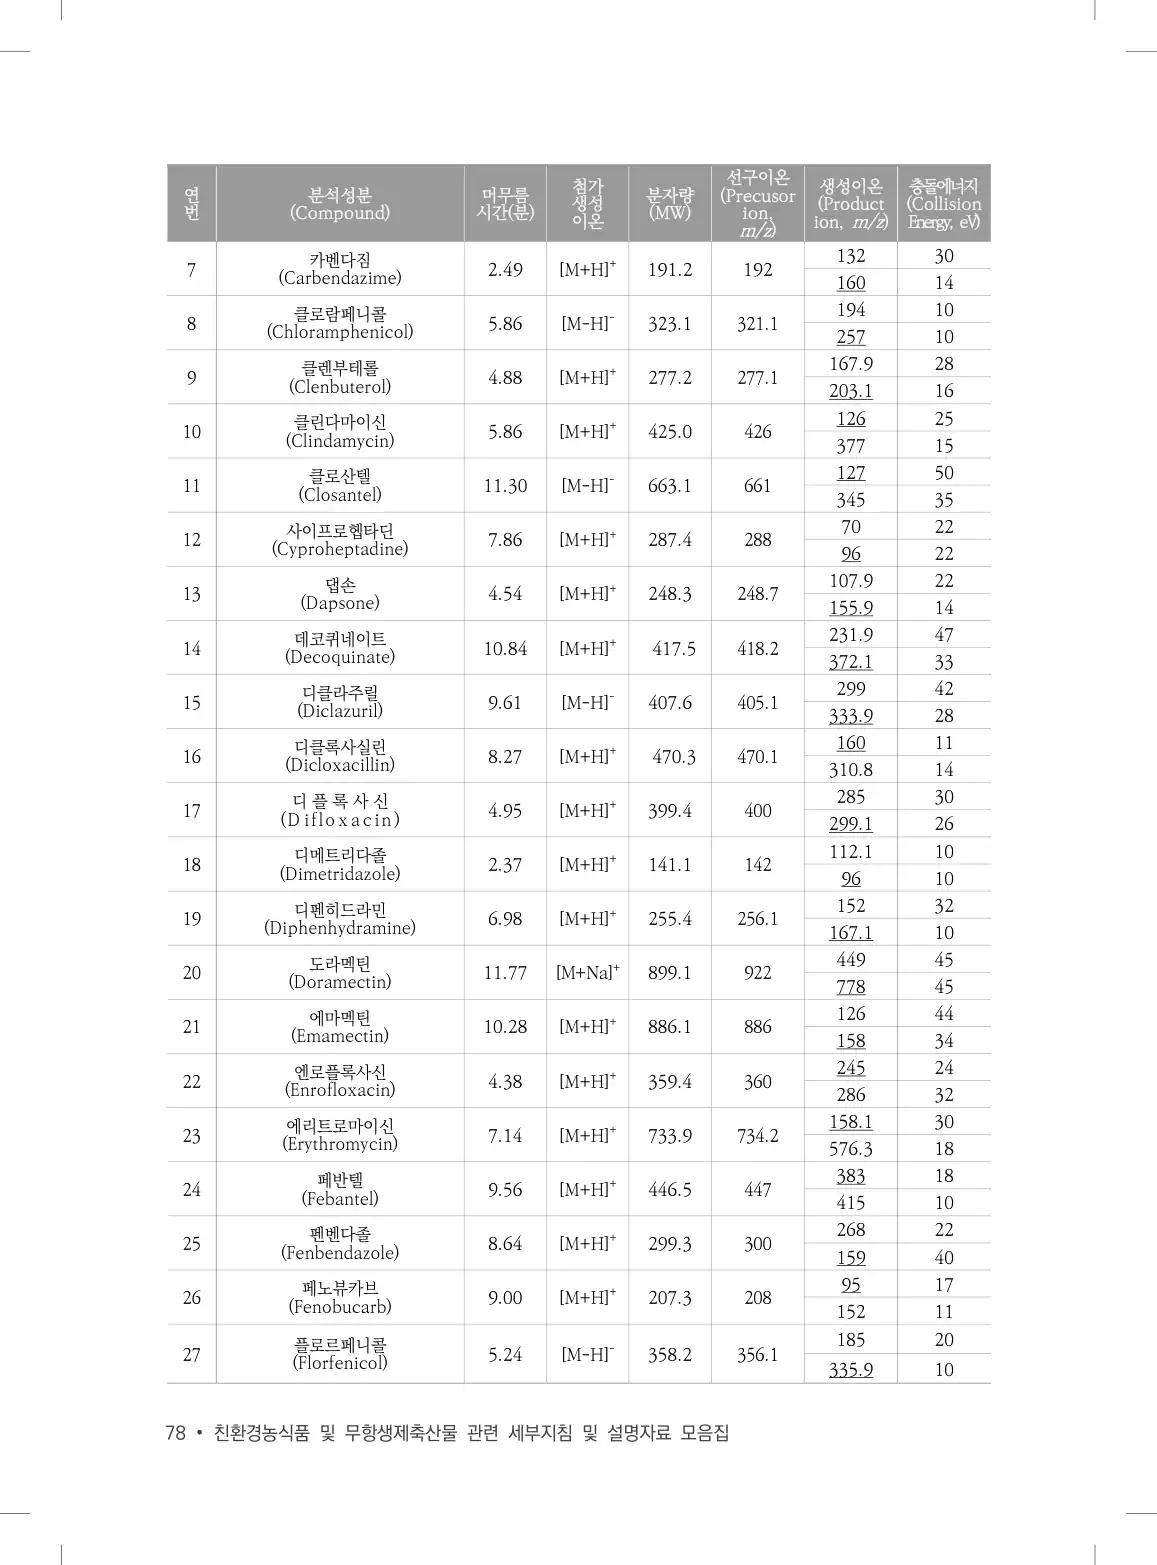 연번 분석성분 (Compound) 머무름 시간(분) 첨가 생성 이온 분자량 (MW) 선구이온 (Precusor ion, m/z) 생성이온 (Product ion, m/z) 충돌에너지 (Collision Energy, eV)
7 카벤다짐 (Carbendazime) 2.49 [M+H]+ 191.2 192 132 30
160 14
8 클로람페니콜 (Chloramphenicol) 5.86 [M-H]- 323.1 321.1 194 10
257 10
9 클렌부테롤 (Clenbuterol) 4.88 [M+H]+ 277.2 277.1 167.9 28
203.1 16
10 클린다마이신 (Clindamycin) 5.86 [M+H]+ 425.0 426 126 25
377 15
11 클로산텔 (Closantel) 11.30 [M-H]- 663.1 661 127 50
345 35
12 사이프로헵타딘 (Cyproheptadine) 7.86 [M+H]+ 287.4 288 70 22
96 22
13 댑손 (Dapsone) 4.54 [M+H]+ 248.3 248.7 107.9 22
155.9 14
14 데코퀴네이트 (Decoquinate) 10.84 [M+H]+ 417.5 418.2 231.9 47
372.1 33
15 디클라주릴 (Diclazuril) 9.61 [M-H]- 407.6 405.1 299 42
333.9 28
16 디클록사실린 (Dicloxacillin) 8.27 [M+H]+ 470.3 470.1 160 11
310.8 14
17 디플록사신 (Difloxacin) 4.95 [M+H]+ 399.4 400 285 30
299.1 26
18 디메트리다졸 (Dimetridazole) 2.37 [M+H]+ 141.1 142 112.1 10
96 10
19 디펜히드라민 (Diphenhydramine) 6.98 [M+H]+ 255.4 256.1 152 32
167.1 10
20 도라멕틴 (Doramectin) 11.77 [M+Na]+ 899.1 922 449 45
778 45
21 에마멕틴 (Emamectin) 10.28 [M+H]+ 886.1 886 126 44
158 34
22 엔로플록사신 (Enrofloxacin) 4.38 [M+H]+ 359.4 360 245 24
286 32
23 에리트로마이신 (Erythromycin) 7.14 [M+H]+ 733.9 734.2 158.1 30
576.3 18
24 페반텔 (Febantel) 9.56 [M+H]+ 446.5 447 383 18
415 10
25 펜벤다졸 (Fenbendazole) 8.64 [M+H]+ 299.3 300 268 22
159 40
26 페노뷰카브 (Fenobucarb) 9.00 [M+H]+ 207.3 208 95 17
152 11
27 플로르페니콜 (Florfenicol) 5.24 [M-H]- 358.2 356.1 185 20
335.9 10
78 • 친환경농식품 및 무항생제축산물 관련 세부지침 및 설명자료 모음집